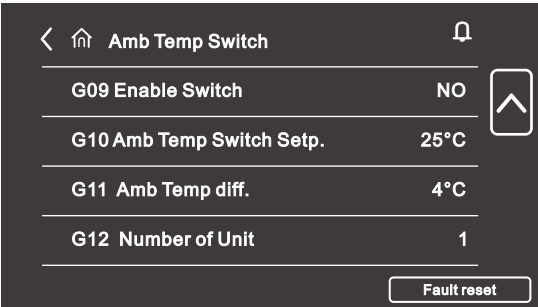 Amb Temp Switch
G09 Enable Switch NO
G10 Amb Temp Switch Setp. 25°C
G11 Amb Temp diff. 4°C
G12 Number of Unit 1
Fault reset